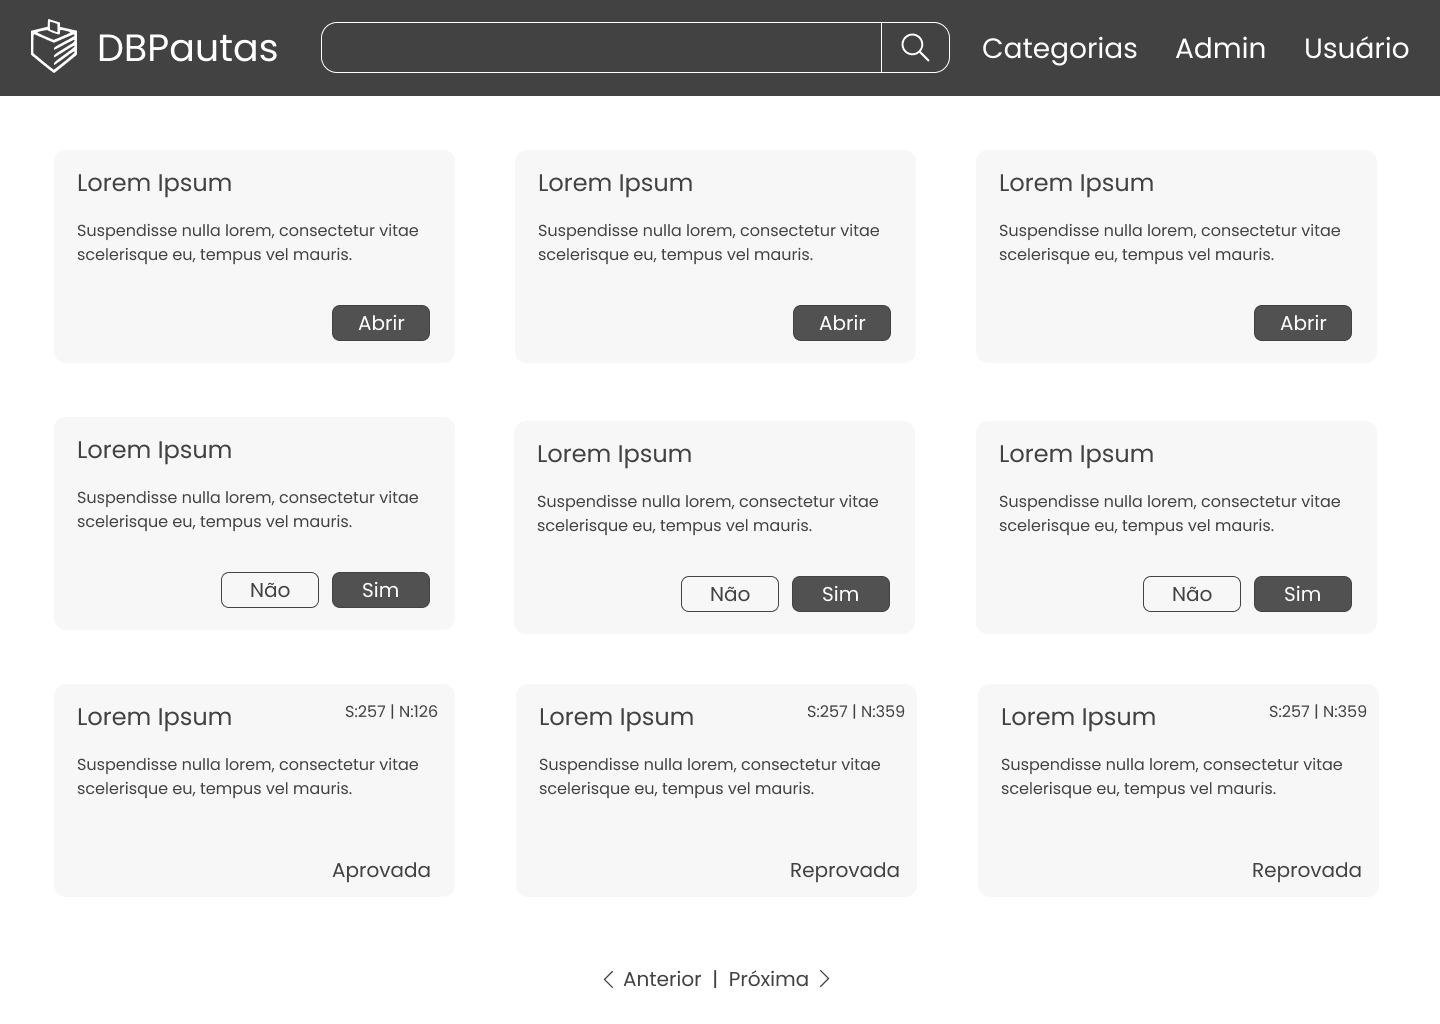 DBPautas
Categorias Admin Usuário
Lorem Ipsum
Suspendisse nulla lorem, consectetur vitae
scelerisque eu, tempus vel mauris.
Abrir
Lorem Ipsum
Suspendisse nulla lorem, consectetur vitae
scelerisque eu, tempus vel mauris.
Abrir
Lorem Ipsum
Suspendisse nulla lorem, consectetur vitae
scelerisque eu, tempus vel mauris.
Abrir
Lorem Ipsum
Suspendisse nulla lorem, consectetur vitae
scelerisque eu, tempus vel mauris.
Não Sim
Lorem Ipsum
Suspendisse nulla lorem, consectetur vitae
scelerisque eu, tempus vel mauris.
Não Sim
Lorem Ipsum
Suspendisse nulla lorem, consectetur vitae
scelerisque eu, tempus vel mauris.
Não Sim
Lorem Ipsum S:257 | N:126
Suspendisse nulla lorem, consectetur vitae
scelerisque eu, tempus vel mauris.
Aprovada
Lorem Ipsum S:257 | N:359
Suspendisse nulla lorem, consectetur vitae
scelerisque eu, tempus vel mauris.
Reprovada
Lorem Ipsum S:257 | N:359
Suspendisse nulla lorem, consectetur vitae
scelerisque eu, tempus vel mauris.
Reprovada
Anterior | Próxima